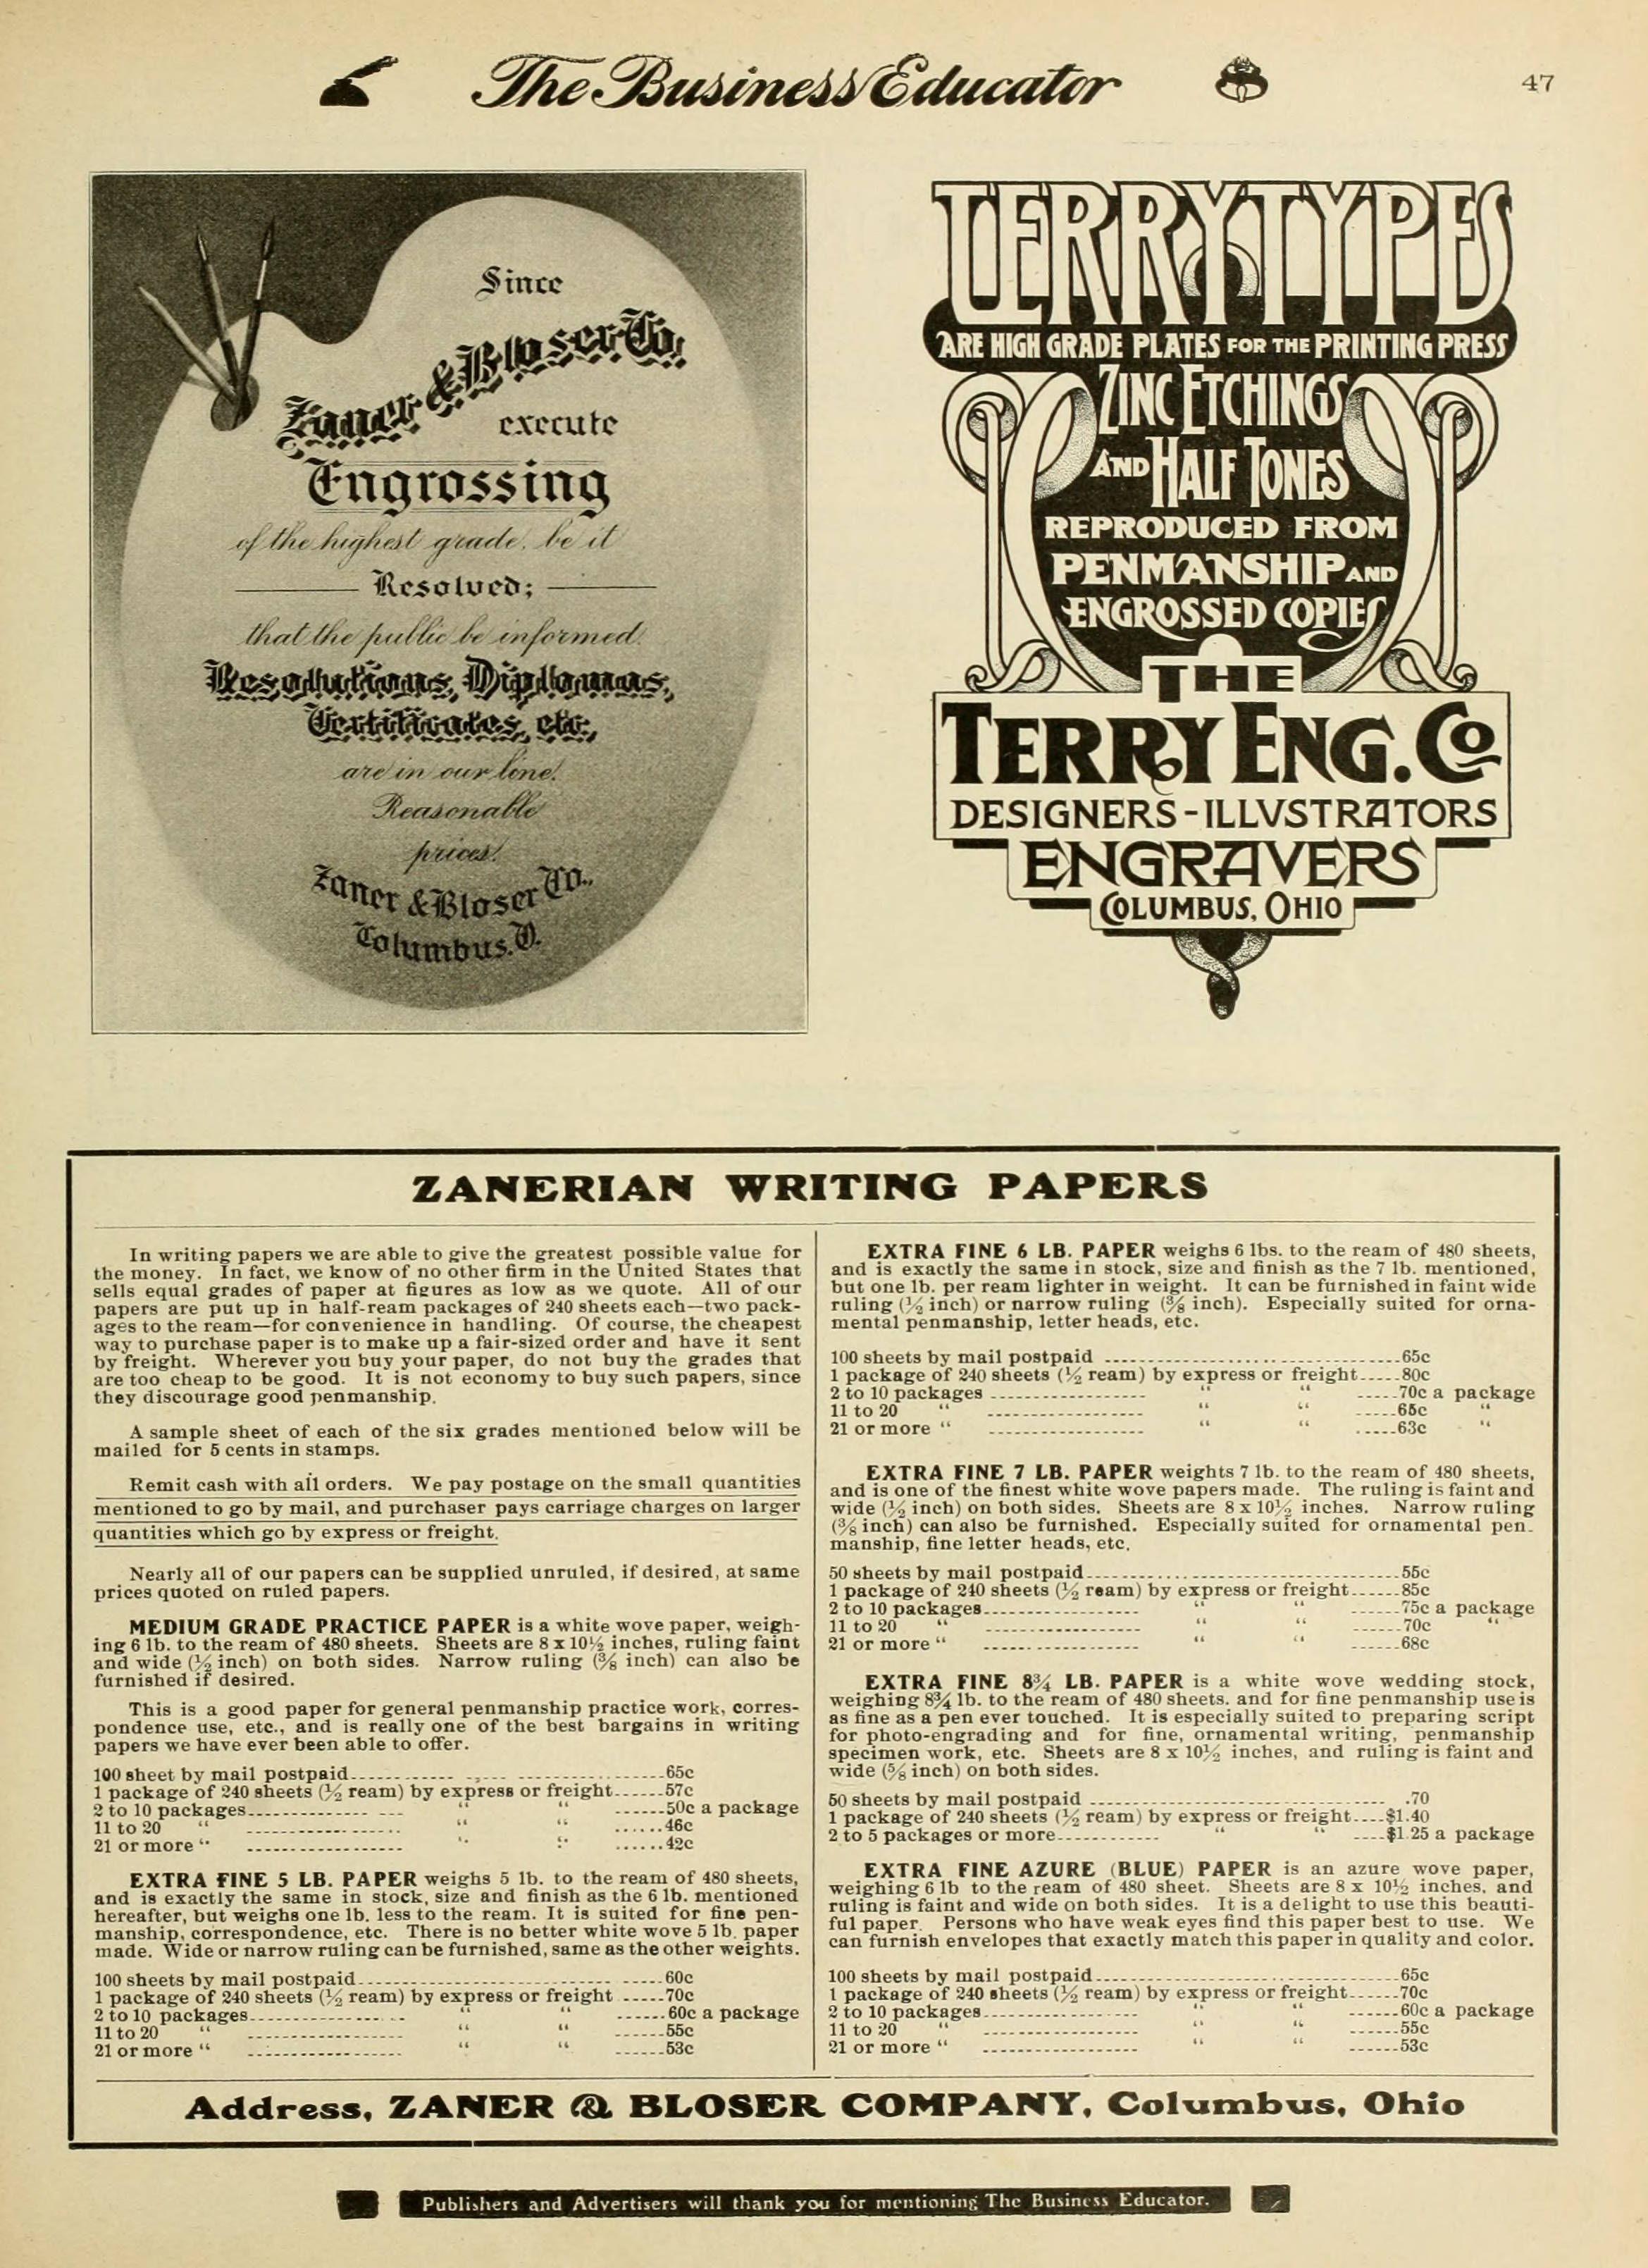 The Business Educator
47
Since
Zaner & Bloser Co.
execute
Engrossing
of the highest grade, be it
Resolved;
that the public be informed.
Resolutions, Diplomas,
Certificates, etc.,
are in our line.
Reasonable
prices.
Zaner & Bloser Co.,
Columbus. O.
TERRYTYPES
ARE HIGH GRADE PLATES FOR THE PRINTING PRESS
ZINC ETCHINGS
AND HALF TONES
REPRODUCED FROM
PENMANSHIP AND
ENGROSSED COPIES
THE
TERRY ENG. Co
DESIGNERS-ILLVSTRATORS
ENGRAVERS
COLUMBUS, OHIO
ZANERIAN WRITING PAPERS
In writing papers we are able to give the greatest possible value for
the money. In fact, we know of no other firm in the United States that
sells equal grades of paper at figures as low as we quote. All of our
papers are put up in half-ream packages of 240 sheets each—two pack-
ages to the ream—for convenience in handling. Of course, the cheapest
way to purchase paper is to make up a fair-sized order and have it sent
by freight. Wherever you buy your paper, do not buy the grades that
are too cheap to be good. It is not economy to buy such papers, since
they discourage good penmanship.
A sample sheet of each of the six grades mentioned below will be
mailed for 5 cents in stamps.
Remit cash with all orders. We pay postage on the small quantities
mentioned to go by mail, and purchaser pays carriage charges on larger
quantities which go by express or freight.
Nearly all of our papers can be supplied unruled, if desired, at same
prices quoted on ruled papers.
MEDIUM GRADE PRACTICE PAPER is a white wove paper, weigh-
ing 6 lb. to the ream of 480 sheets. Sheets are 8 x 10½ inches, ruling faint
and wide (½ inch) on both sides. Narrow ruling (⅜ inch) can also be
furnished if desired.
This is a good paper for general penmanship practice work, corres-
pondence use, etc., and is really one of the best bargains in writing
papers we have ever been able to offer.
100 sheet by mail postpaid 65c
1 package of 240 sheets (½ ream) by express or freight 57c
2 to 10 packages " " 50c a package
11 to 20 " " " 46c
21 or more " " " 42c
EXTRA FINE 5 LB. PAPER weighs 5 lb. to the ream of 480 sheets,
and is exactly the same in stock, size and finish as the 6 lb. mentioned
hereafter, but weighs one lb. less to the ream. It is suited for fine pen-
manship, correspondence, etc. There is no better white wove 5 lb. paper
made. Wide or narrow ruling can be furnished, same as the other weights.
100 sheets by mail postpaid 60c
1 package of 240 sheets (½ ream) by express or freight 70c
2 to 10 packages " " 60c a package
11 to 20 " " " 55c
21 or more " " " 53c
EXTRA FINE 6 LB. PAPER weighs 6 lbs. to the ream of 480 sheets,
and is exactly the same in stock, size and finish as the 7 lb. mentioned,
but one lb. per ream lighter in weight. It can be furnished in faint wide
ruling (½ inch) or narrow ruling (⅜ inch). Especially suited for orna-
mental penmanship, letter heads, etc.
100 sheets by mail postpaid 65c
1 package of 240 sheets (½ ream) by express or freight 80c
2 to 10 packages " " 70c a package
11 to 20 " " " 65c "
21 or more " " " 63c "
EXTRA FINE 7 LB. PAPER weights 7 lb. to the ream of 480 sheets,
and is one of the finest white wove papers made. The ruling is faint and
wide (½ inch) on both sides. Sheets are 8 x 10½ inches. Narrow ruling
(⅜ inch) can also be furnished. Especially suited for ornamental pen-
manship, fine letter heads, etc.
50 sheets by mail postpaid 55c
1 package of 240 sheets (½ ream) by express or freight 85c
2 to 10 packages " " 75c a package
11 to 20 " " " 70c "
21 or more " " " 68c
EXTRA FINE 8¾ LB. PAPER is a white wove wedding stock,
weighing 8¾ lb. to the ream of 480 sheets. and for fine penmanship use is
as fine as a pen ever touched. It is especially suited to preparing script
for photo-engrading and for fine, ornamental writing, penmanship
specimen work, etc. Sheets are 8 x 10½ inches, and ruling is faint and
wide (⅝ inch) on both sides.
50 sheets by mail postpaid .70
1 package of 240 sheets (½ ream) by express or freight $1.40
2 to 5 packages or more " " $1.25 a package
EXTRA FINE AZURE (BLUE) PAPER is an azure wove paper,
weighing 6 lb to the ream of 480 sheet. Sheets are 8 x 10½ inches, and
ruling is faint and wide on both sides. It is a delight to use this beauti-
ful paper. Persons who have weak eyes find this paper best to use. We
can furnish envelopes that exactly match this paper in quality and color.
100 sheets by mail postpaid 65c
1 package of 240 sheets (½ ream) by express or freight 70c
2 to 10 packages " " 60c a package
11 to 20 " " " 55c
21 or more " " " 53c
Address, ZANER & BLOSER COMPANY, Columbus, Ohio
Publishers and Advertisers will thank you for mentioning The Business Educator.